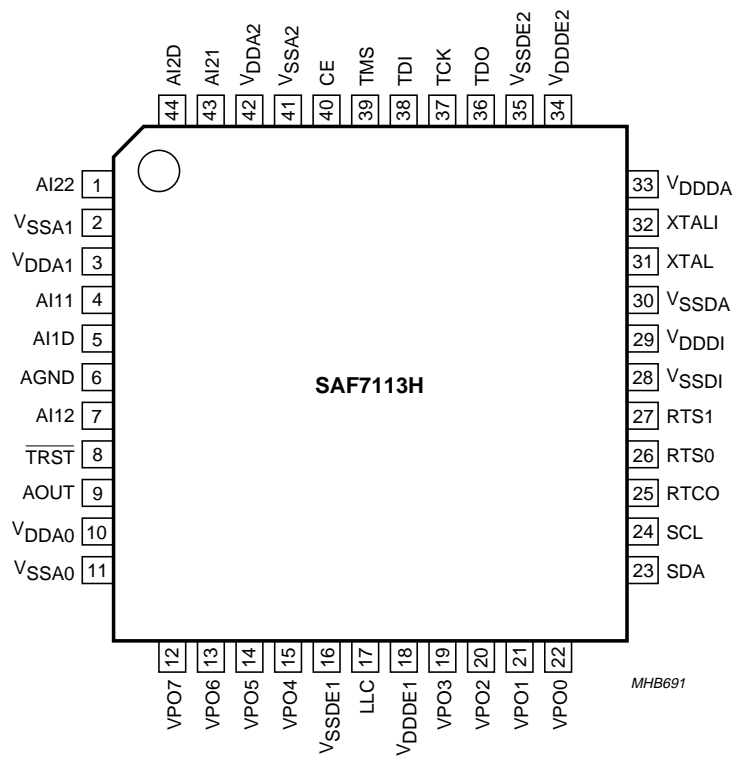 AI2D
AI21
VDDA2
VSSA2
CE
TMS
TDI
TCK
TDO
VSSDE2
VDDDE2
44
43
42
41
40
39
38
37
36
35
34
AI22 1
VSSA1 2
VDDA1 3
AI11 4
AI1D 5
AGND 6
AI12 7
TRST 8
AOUT 9
VDDA0 10
VSSA0 11
SAF7113H
33 VDDDA
32 XTALI
31 XTAL
30 VSSDA
29 VDDDI
28 VSSDI
27 RTS1
26 RTS0
25 RTCO
24 SCL
23 SDA
12
13
14
15
16
17
18
19
20
21
22
VPO7
VPO6
VPO5
VPO4
VSSDE1
LLC
VDDDE1
VPO3
VPO2
VPO1
VPO0
MHB691